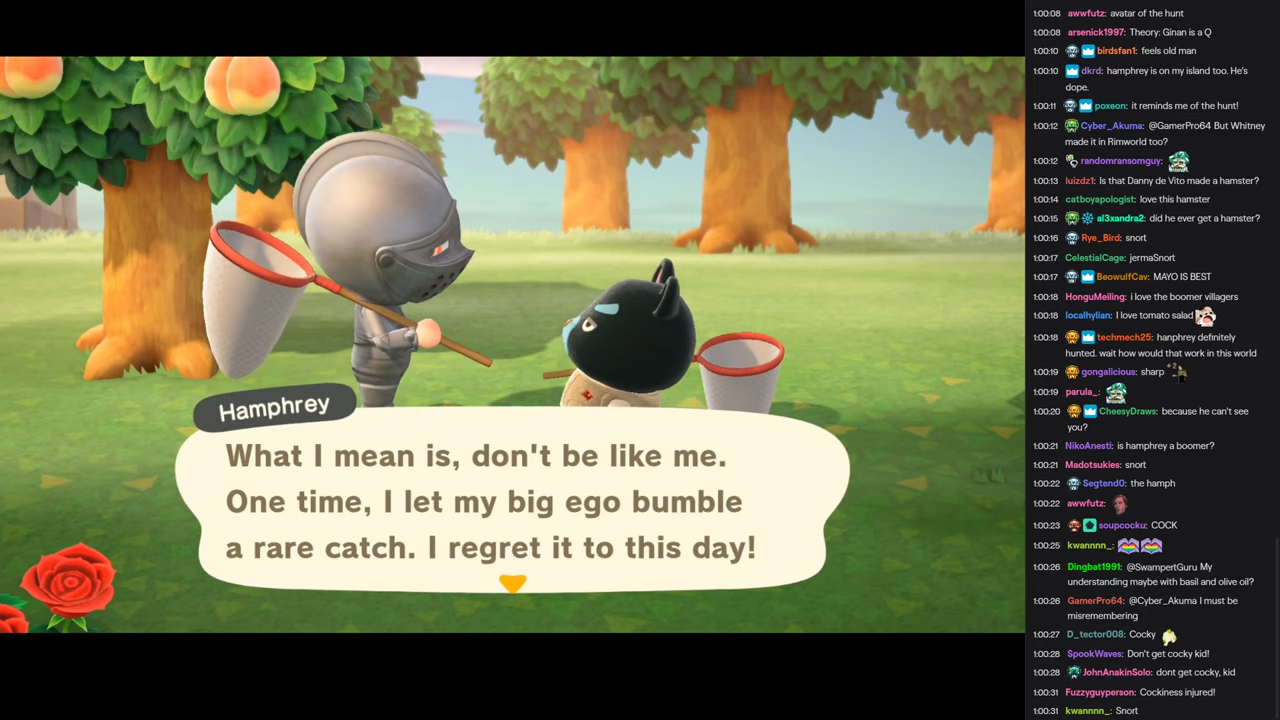 Hamphrey
What I mean is, don't be like me.
One time, I let my big ego bumble
a rare catch. I regret it to this day!
1:00:08 awwfutz: avatar of the hunt
1:00:08 arsenick1997: Theory: Ginan is a Q
1:00:10 birdsfan1: feels old man
1:00:10 dkrd: hamphrey is on my island too. He's
dope.
1:00:11 poxeon: it reminds me of the hunt!
1:00:12 Cyber_Akuma: @GamerPro64 But Whitney
made it in Rimworld too?
1:00:12 randomransomguy:
1:00:13 luizdz1: Is that Danny de Vito made a hamster?
1:00:14 catboyapologist: love this hamster
1:00:15 al3xandra2: did he ever get a hamster?
1:00:16 Rye_Bird: snort
1:00:17 CelestialCage: jermaSnort
1:00:17 BeowulfCav: MAYO IS BEST
1:00:18 HonguMeiling: i love the boomer villagers
1:00:18 localhylian: I love tomato salad
1:00:18 techmech25: hanphrey definitely
hunted. wait how would that work in this world
1:00:19 gongalicious: sharp
1:00:19 parula_:
1:00:20 CheesyDraws: because he can't see
you?
1:00:21 NikoAnesti: is hamphrey a boomer?
1:00:21 Madotsukies: snort
1:00:22 Segtend0: the hamph
1:00:22 awwfutz:
1:00:23 soupcocku: COCK
1:00:25 kwannnn_:
1:00:26 Dingbat1991: @SwampertGuru My
understanding maybe with basil and olive oil?
1:00:26 GamerPro64: @Cyber_Akuma I must be
misremembering
1:00:27 D_tector008: Cocky
1:00:28 SpookWaves: Don't get cocky kid!
1:00:28 JohnAnakinSolo: dont get cocky, kid
1:00:31 Fuzzyguyperson: Cockiness injured!
1:00:31 kwannnn_: Snort